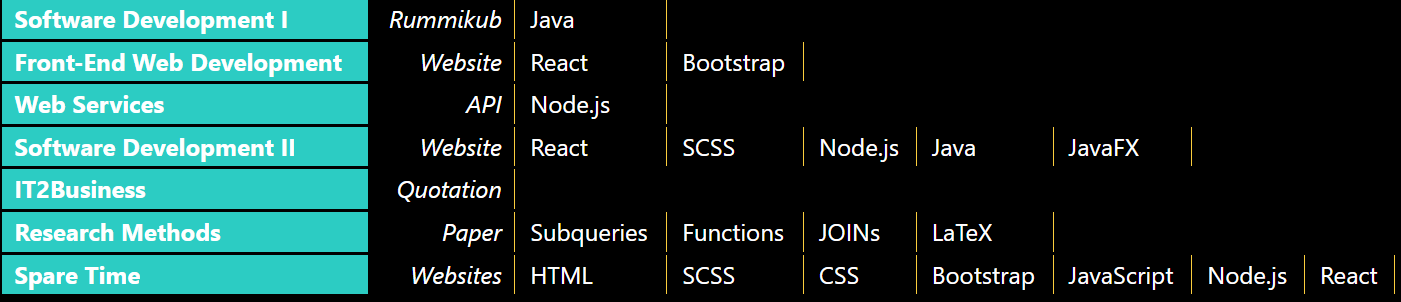 Software Development I Rummikub Java
Front-End Web Development Website React Bootstrap
Web Services API Node.js
Software Development II Website React SCSS Node.js Java JavaFX
IT2Business Quotation
Research Methods Paper Subqueries Functions JOINs LaTeX
Spare Time Websites HTML SCSS CSS Bootstrap JavaScript Node.js React